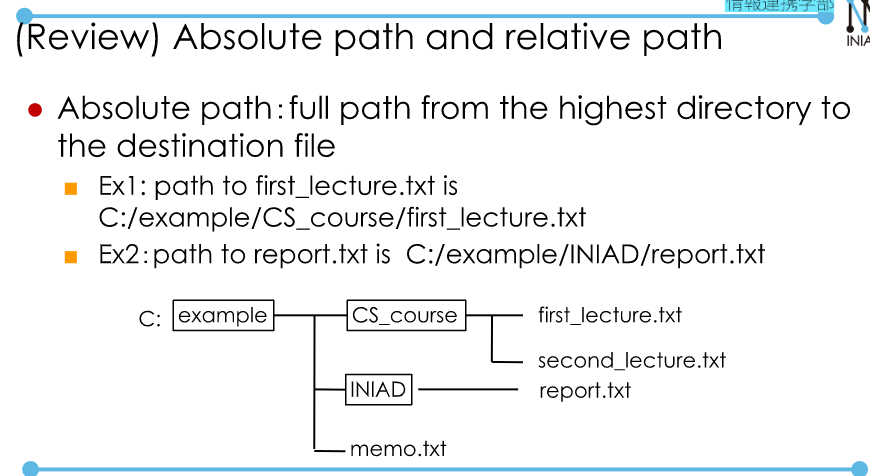 情報連携学部
INIA
(Review) Absolute path and relative path
Absolute path：full path from the highest directory to
the destination file
Ex1: path to first_lecture.txt is
C:/example/CS_course/first_lecture.txt
Ex2：path to report.txt is C:/example/INIAD/report.txt
C: example CS_course first_lecture.txt
second_lecture.txt
INIAD report.txt
memo.txt